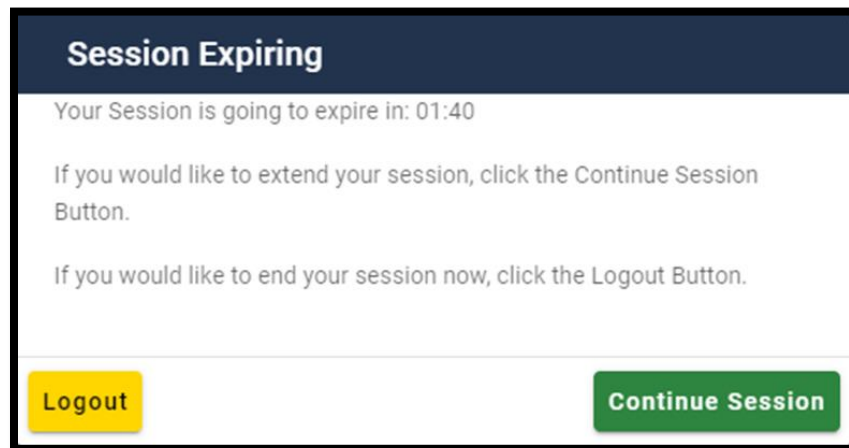 Session Expiring
Your Session is going to expire in: 01:40
If you would like to extend your session, click the Continue Session
Button.
If you would like to end your session now, click the Logout Button.
Logout
Continue Session